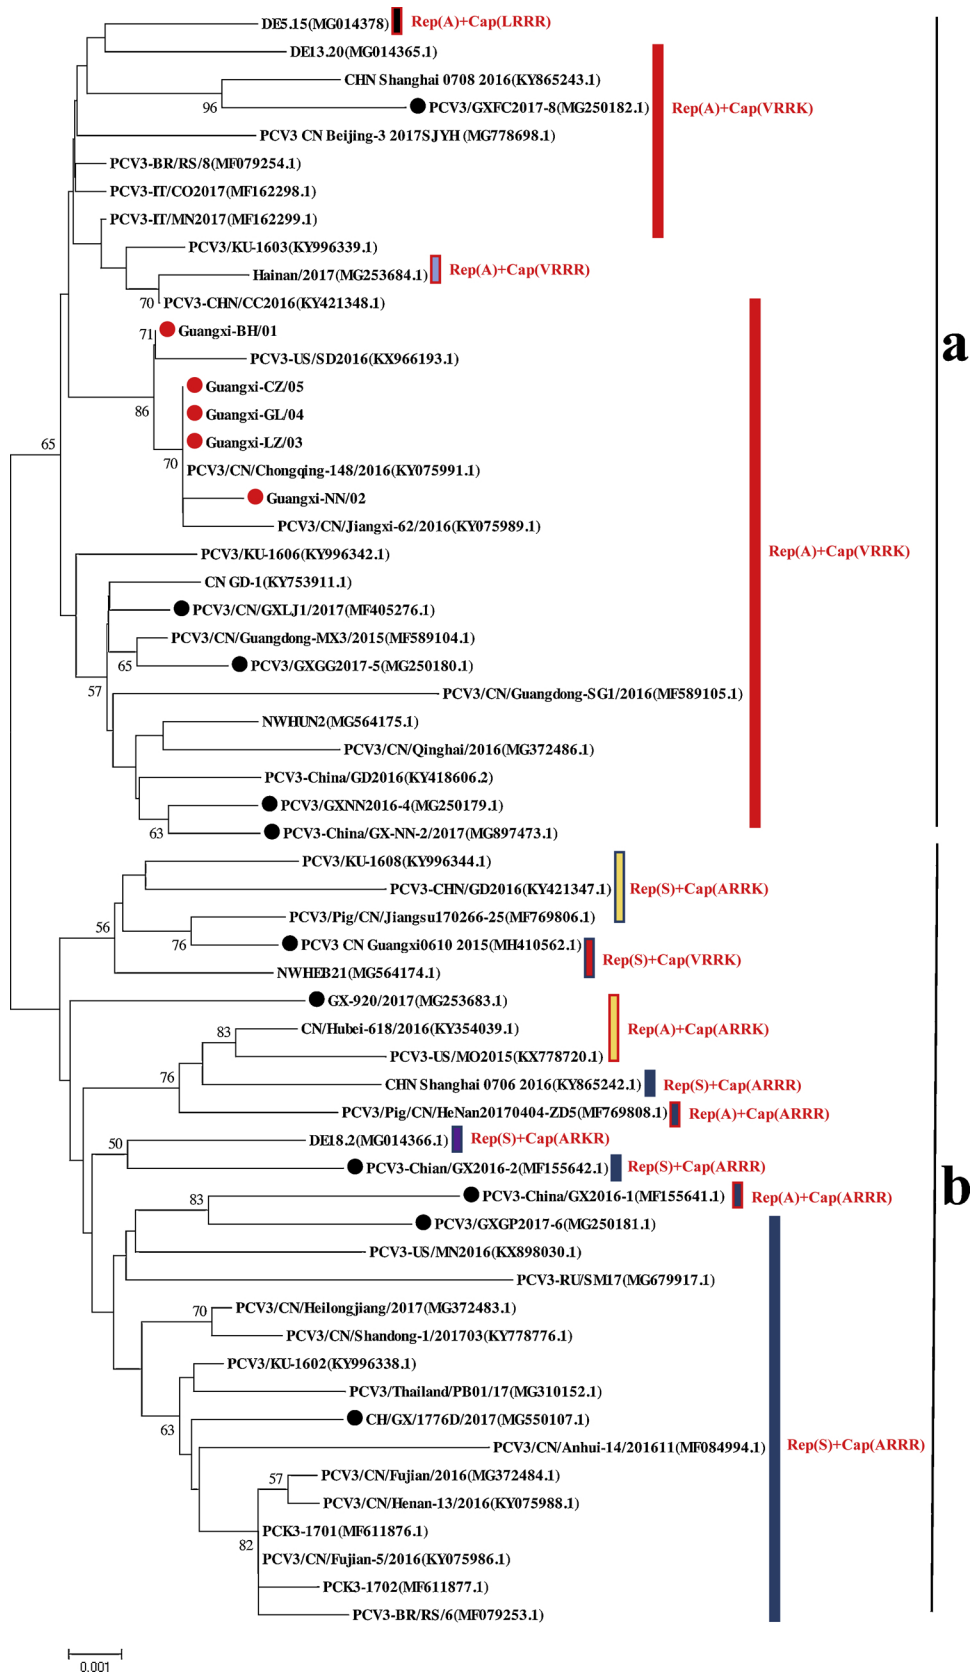 DE5.15(MG014378) Rep(A)+Cap(LRRR)
DE13.20(MG014365.1)
CHN Shanghai 0708 2016(KY865243.1)
96 PCV3/GXFC2017-8(MG250182.1) Rep(A)+Cap(VRRK)
PCV3 CN Beijing-3 2017SJYH (MG778698.1)
PCV3-BR/RS/8(MF079254.1)
PCV3-IT/CO2017(MF162298.1)
PCV3-IT/MN2017(MF162299.1)
PCV3/KU-1603(KY996339.1)
Hainan/2017(MG253684.1) Rep(A)+Cap(VRRR)
70 PCV3-CHN/CC2016(KY421348.1)
71 Guangxi-BH/01
a
PCV3-US/SD2016(KX966193.1)
Guangxi-CZ/05
86 Guangxi-GL/04
65 Guangxi-LZ/03
70 PCV3/CN/Chongqing-148/2016(KY075991.1)
Guangxi-NN/02
PCV3/CN/Jiangxi-62/2016(KY075989.1)
PCV3/KU-1606(KY996342.1) Rep(A)+Cap(VRRK)
CN GD-1(KY753911.1)
PCV3/CN/GXLJ1/2017(MF405276.1)
PCV3/CN/Guangdong-MX3/2015(MF589104.1)
65 PCV3/GXGG2017-5(MG250180.1)
57 PCV3/CN/Guangdong-SG1/2016(MF589105.1)
NWHUN2(MG564175.1)
PCV3/CN/Qinghai/2016(MG372486.1)
PCV3-China/GD2016(KY418606.2)
PCV3/GXNN2016-4(MG250179.1)
63 PCV3-China/GX-NN-2/2017(MG897473.1)
PCV3/KU-1608(KY996344.1)
PCV3-CHN/GD2016(KY421347.1) Rep(S)+Cap(ARRK)
56 PCV3/Pig/CN/Jiangsu170266-25(MF769806.1)
76 PCV3 CN Guangxi0610 2015(MH410562.1) Rep(S)+Cap(VRRK)
NWHEB21(MG564174.1)
GX-920/2017(MG253683.1)
83 CN/Hubei-618/2016(KY354039.1) Rep(A)+Cap(ARRK)
PCV3-US/MO2015(KX778720.1)
76 CHN Shanghai 0706 2016(KY865242.1) Rep(S)+Cap(ARRR)
PCV3/Pig/CN/HeNan20170404-ZD5(MF769808.1) Rep(A)+Cap(ARRR)
50 DE18.2(MG014366.1) Rep(S)+Cap(ARKR)
PCV3-Chian/GX2016-2(MF155642.1) Rep(S)+Cap(ARRR)
b
83 PCV3-China/GX2016-1(MF155641.1) Rep(A)+Cap(ARRR)
PCV3/GXGP2017-6(MG250181.1)
PCV3-US/MN2016(KX898030.1)
PCV3-RU/SM17(MG679917.1)
70 PCV3/CN/Heilongjiang/2017(MG372483.1)
PCV3/CN/Shandong-1/201703(KY778776.1)
PCV3/KU-1602(KY996338.1)
PCV3/Thailand/PB01/17(MG310152.1)
63 CH/GX/1776D/2017(MG550107.1)
PCV3/CN/Anhui-14/201611(MF084994.1) Rep(S)+Cap(ARRR)
57 PCV3/CN/Fujian/2016(MG372484.1)
PCV3/CN/Henan-13/2016(KY075988.1)
82 PCK3-1701(MF611876.1)
PCV3/CN/Fujian-5/2016(KY075986.1)
PCK3-1702(MF611877.1)
PCV3-BR/RS/6(MF079253.1)
0.001